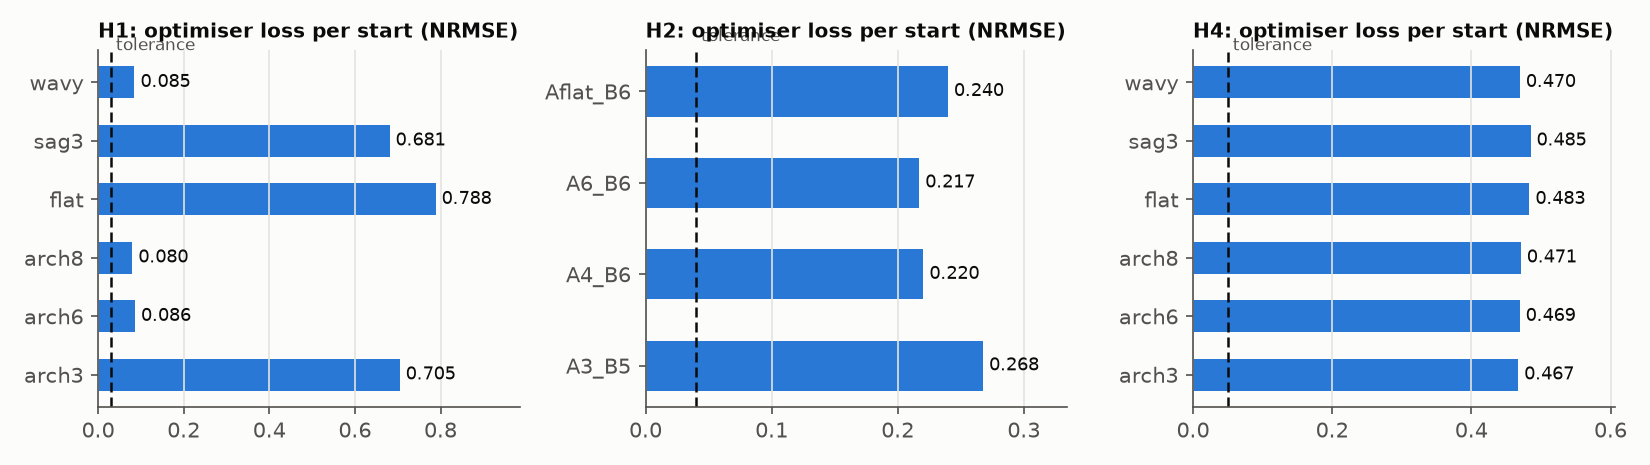 H1: optimiser loss per start (NRMSE)
tolerance
wavy
0.085
sag3
0.681
flat
0.788
arch8
0.080
arch6
0.086
arch3
0.705
0.0 0.2 0.4 0.6 0.8
H2: optimiser loss per start (NRMSE)
tolerance
Aflat_B6
0.240
A6_B6
0.217
A4_B6
0.220
A3_B5
0.268
0.0 0.1 0.2 0.3
H4: optimiser loss per start (NRMSE)
tolerance
wavy
0.470
sag3
0.485
flat
0.483
arch8
0.471
arch6
0.469
arch3
0.467
0.0 0.2 0.4 0.6